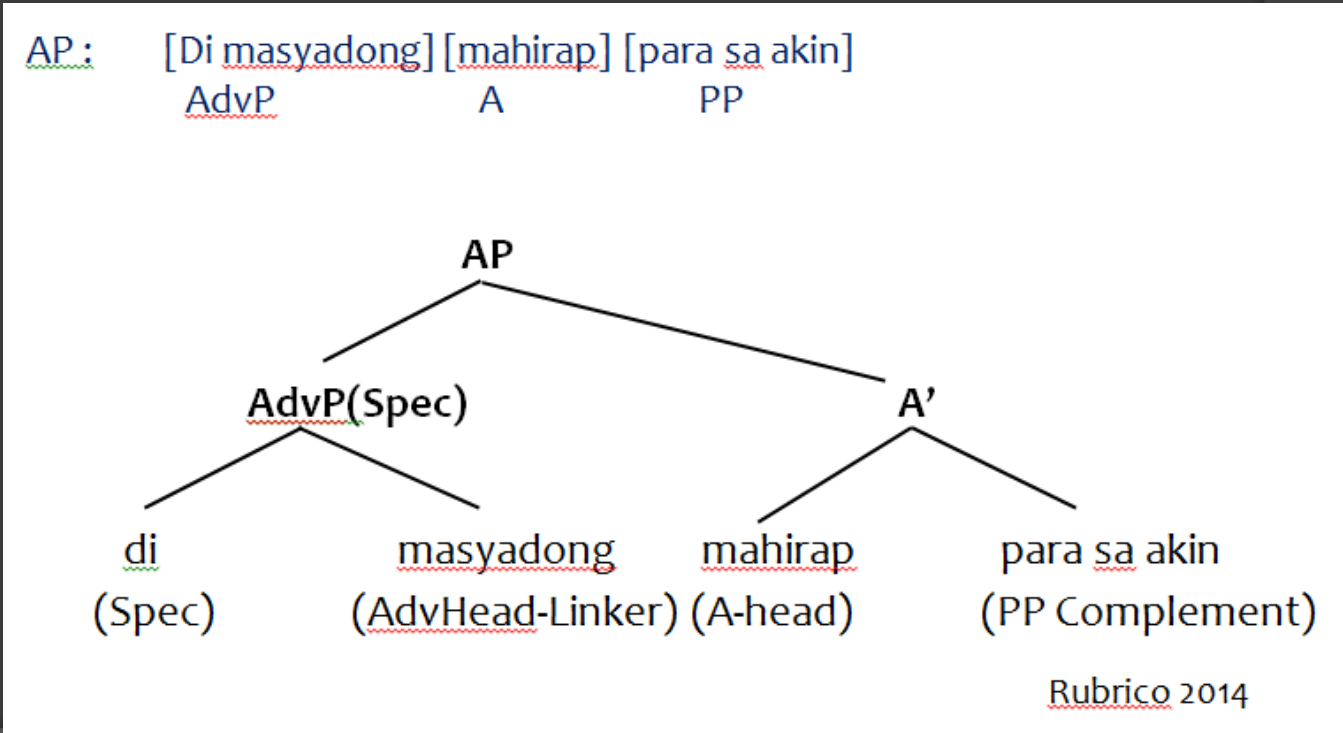 AP : [Di masyadong] [mahirap] [para sa akin]
AdvP A PP
AP
AdvP(Spec) A’
di masyadong mahirap para sa akin
(Spec) (AdvHead-Linker) (A-head) (PP Complement)
Rubrico 2014